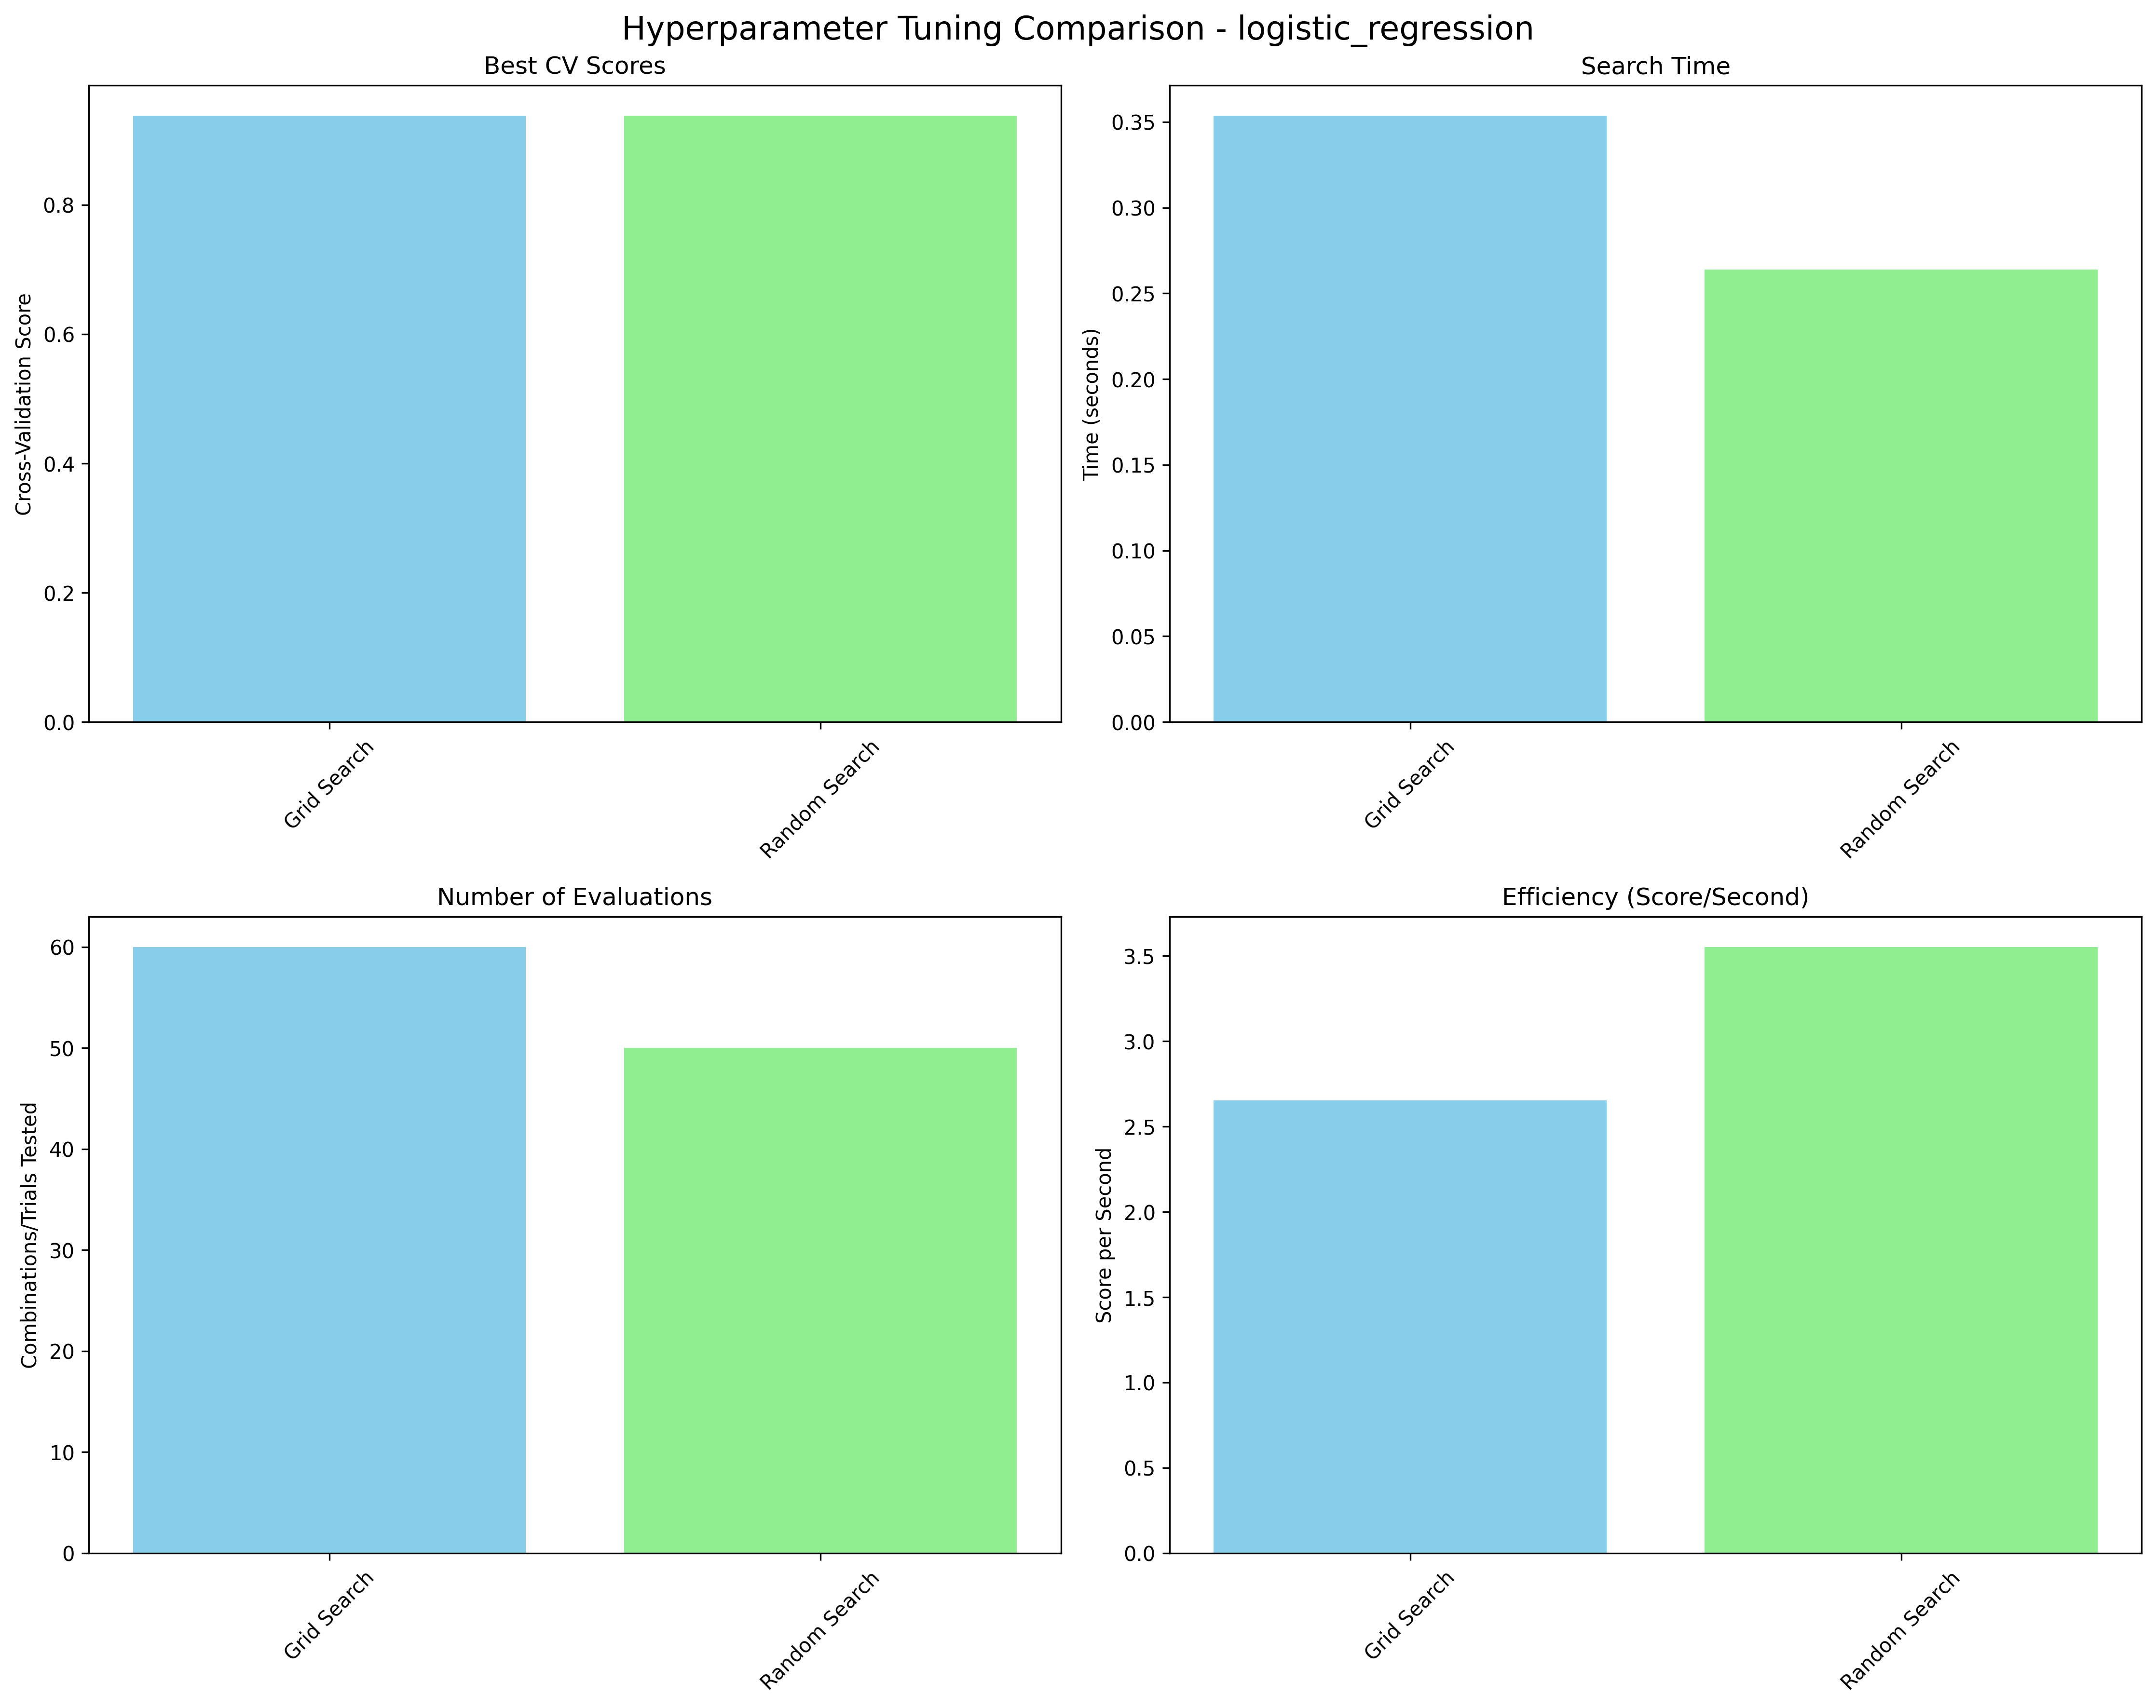 Hyperparameter Tuning Comparison - logistic_regression
Best CV Scores
Cross-Validation Score
0.8
0.6
0.4
0.2
0.0
Grid Search
Random Search
Search Time
Time (seconds)
0.35
0.30
0.25
0.20
0.15
0.10
0.05
0.00
Grid Search
Random Search
Number of Evaluations
Combinations/Trials Tested
60
50
40
30
20
10
0
Grid Search
Random Search
Efficiency (Score/Second)
Score per Second
3.5
3.0
2.5
2.0
1.5
1.0
0.5
0.0
Grid Search
Random Search